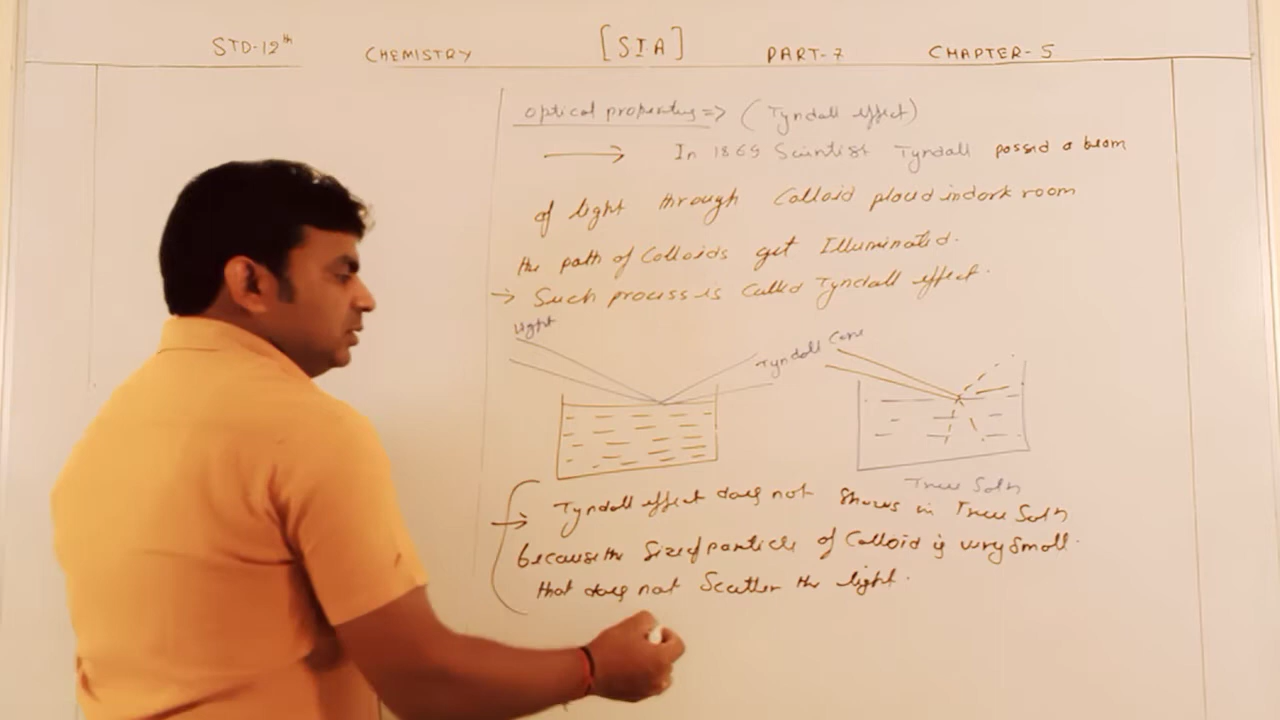 STD-12th CHEMISTRY [SIA] PART-7 CHAPTER-5
optical properties => (Tyndall effect)
→ In 1869 Scientist Tyndall passed a beam
of light through Colloid placed in dark room
the path of Colloids get Illuminated.
→ Such process is Called Tyndall effect.
light
Tyndall Cone
True Soln
→ Tyndall effect does not Shows in True Soln
because the Size of particles of Colloid is very Small.
that does not Scatter the light.